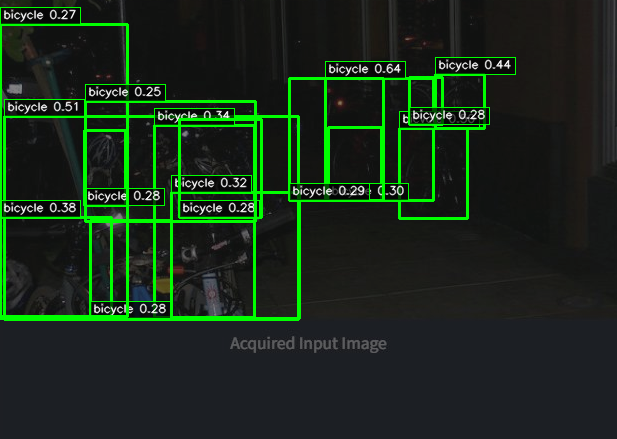 bicycle 0.27
bicycle 0.64
bicycle 0.44
bicycle 0.25
bicycle 0.51
0.34
bicycle 0.28
bicycle 0.32
bicycle 0.29
0.30
bicycle 0.28
bicycle 0.38
bicycle 0.28
bicycle 0.28
Acquired Input Image